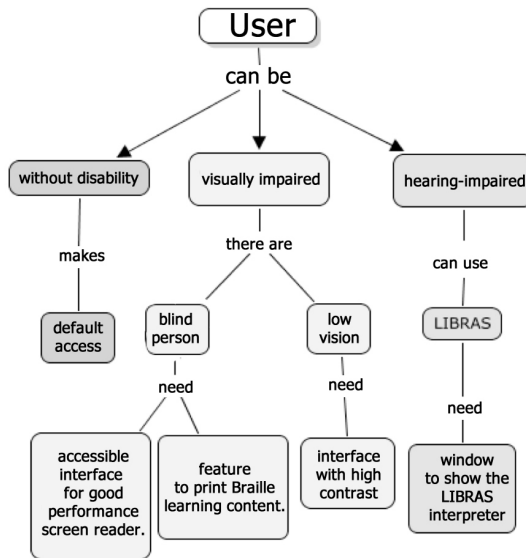 User
can be
without disability
visually impaired
hearing-impaired
makes
there are
can use
default
access
blind
person
low
vision
LIBRAS
need
need
need
accessible
interface
for good
performance
screen reader.
feature
to print Braille
learning content.
interface
with high
contrast
window
to show the
LIBRAS
interpreter